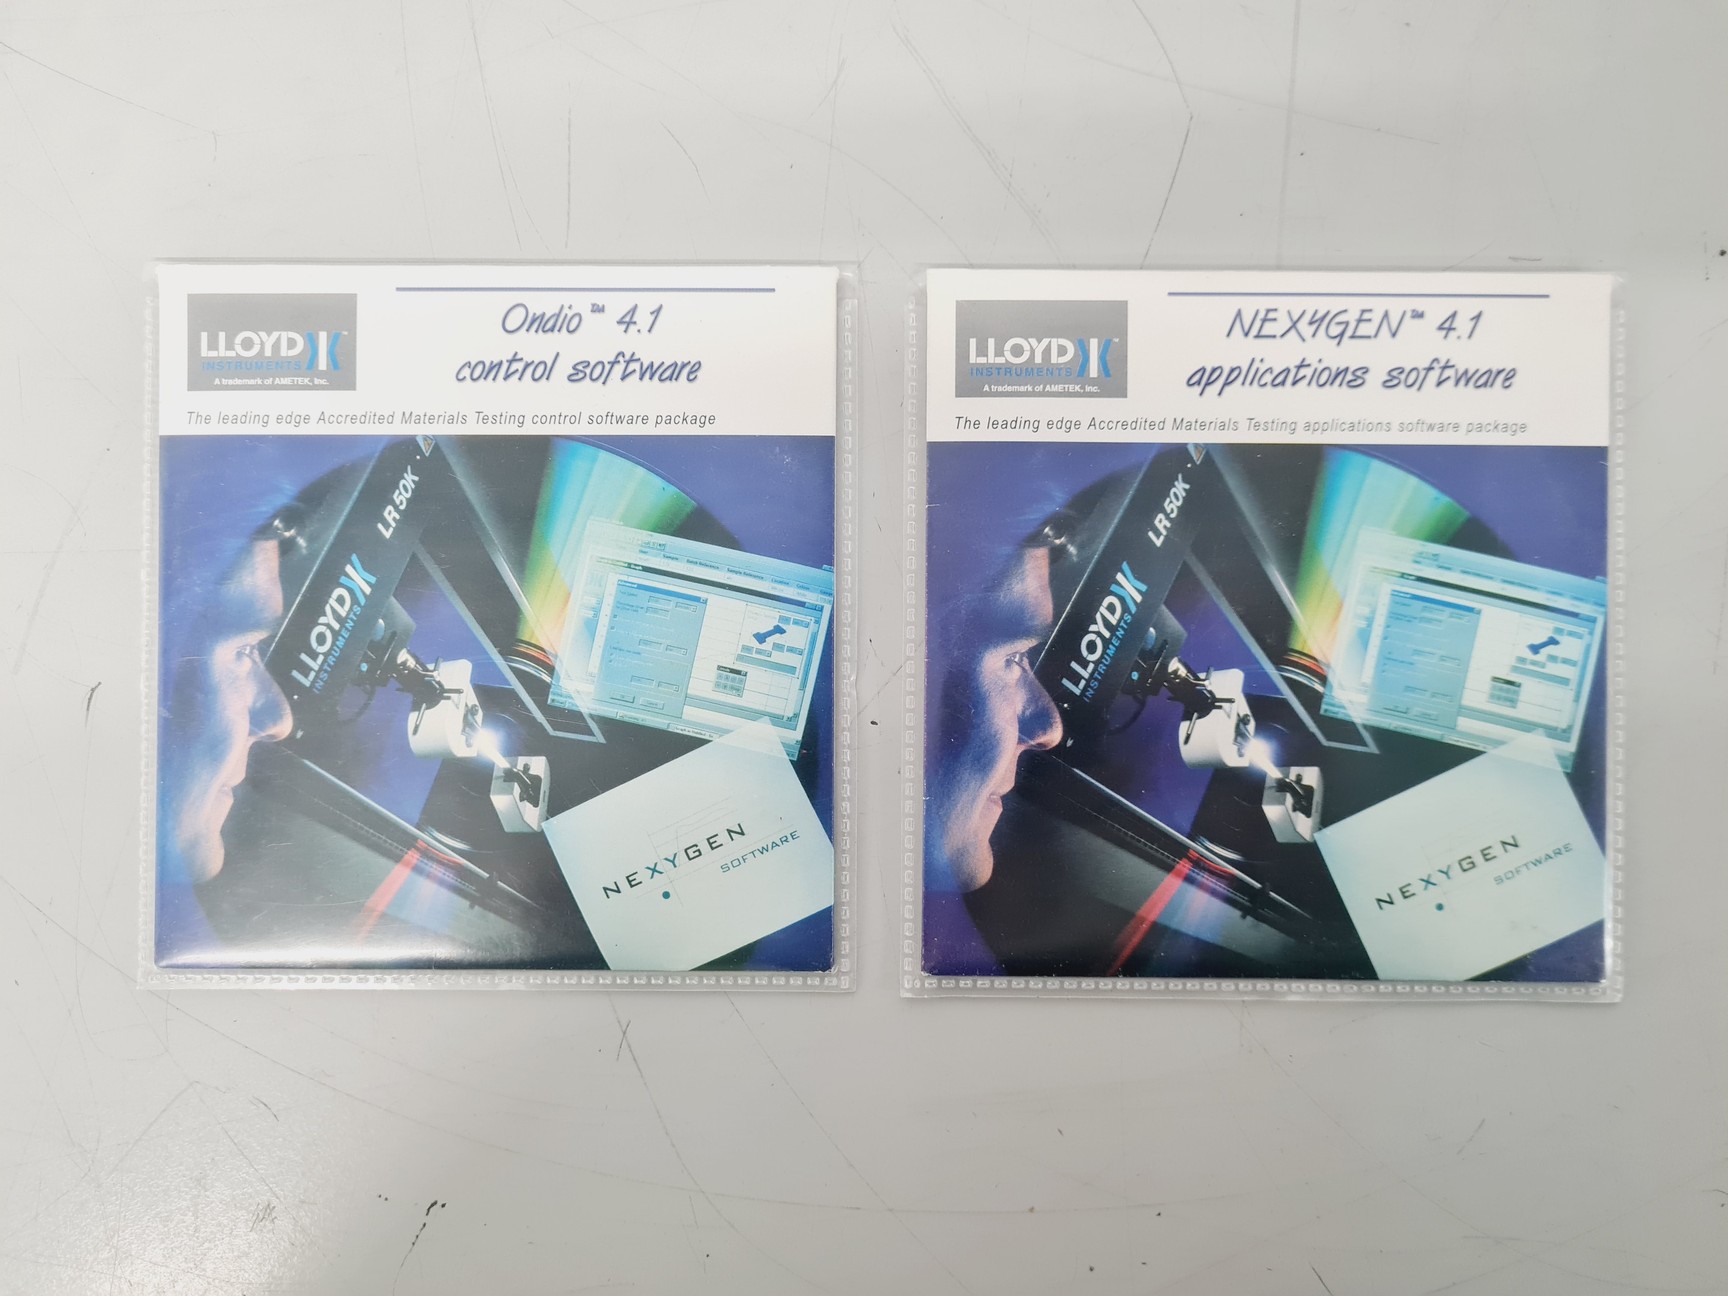 LLOYD
INSTRUMENTS
A trademark of AMETEK, Inc.
Ondio™ 4.1
control software
The leading edge Accredited Materials Testing control software package
LR 50K
LLOYD
INSTRUMENTS
NEXYGEN
SOFTWARE
LLOYD
INSTRUMENTS
A trademark of AMETEK, Inc.
NEXYGEN™ 4.1
applications software
The leading edge Accredited Materials Testing applications software package
LR 50K
LLOYD
INSTRUMENTS
NEXYGEN
SOFTWARE